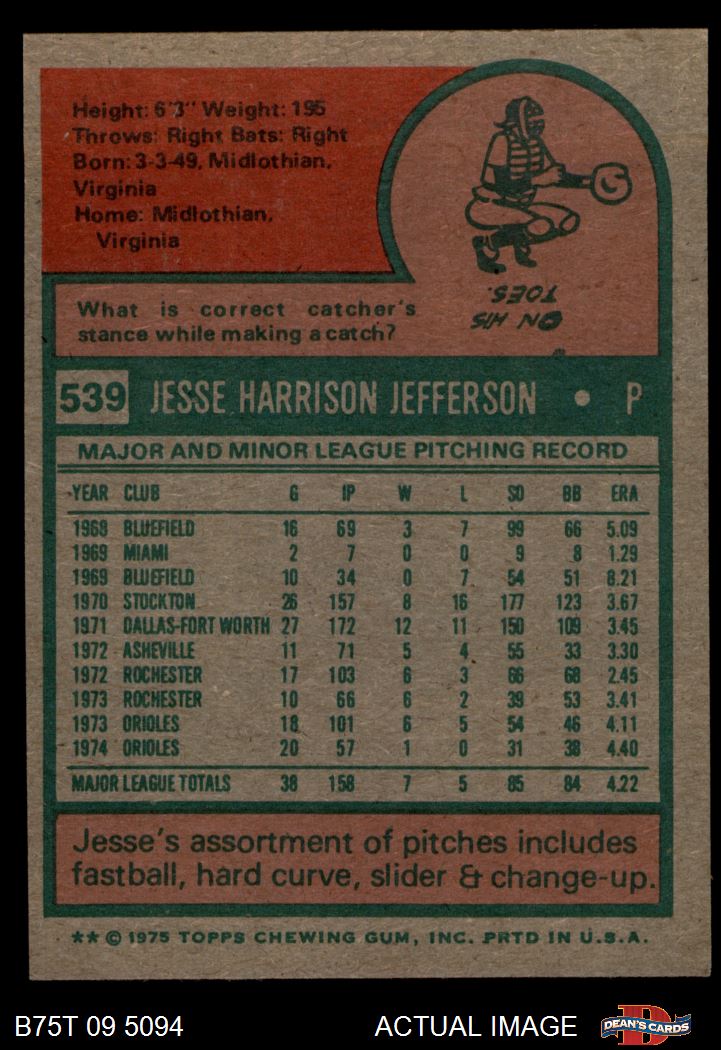 Height: 6'3" Weight: 195
Throws: Right Bats: Right
Born: 3-3-49, Midlothian,
Virginia
Home: Midlothian,
Virginia
ON HIS
TOES.
What is correct catcher's
stance while making a catch?
539 JESSE HARRISON JEFFERSON • P
MAJOR AND MINOR LEAGUE PITCHING RECORD
YEAR CLUB G IP W L SO BB ERA
1968 BLUEFIELD 16 69 3 7 99 66 5.09
1969 MIAMI 2 7 0 0 9 8 1.29
1969 BLUEFIELD 10 34 0 7 54 51 8.21
1970 STOCKTON 26 157 8 16 177 123 3.67
1971 DALLAS-FORT WORTH 27 172 12 11 150 109 3.45
1972 ASHEVILLE 11 71 5 4 55 33 3.30
1972 ROCHESTER 17 103 6 3 66 68 2.45
1973 ROCHESTER 10 66 6 2 39 53 3.41
1973 ORIOLES 18 101 6 5 54 46 4.11
1974 ORIOLES 20 57 1 0 31 38 4.40
MAJOR LEAGUE TOTALS 38 158 7 5 85 84 4.22
Jesse's assortment of pitches includes
fastball, hard curve, slider & change-up.
** © 1975 TOPPS CHEWING GUM, INC. PRTD IN U.S.A.
B75T 09 5094 ACTUAL IMAGE DEAN'S CARDS